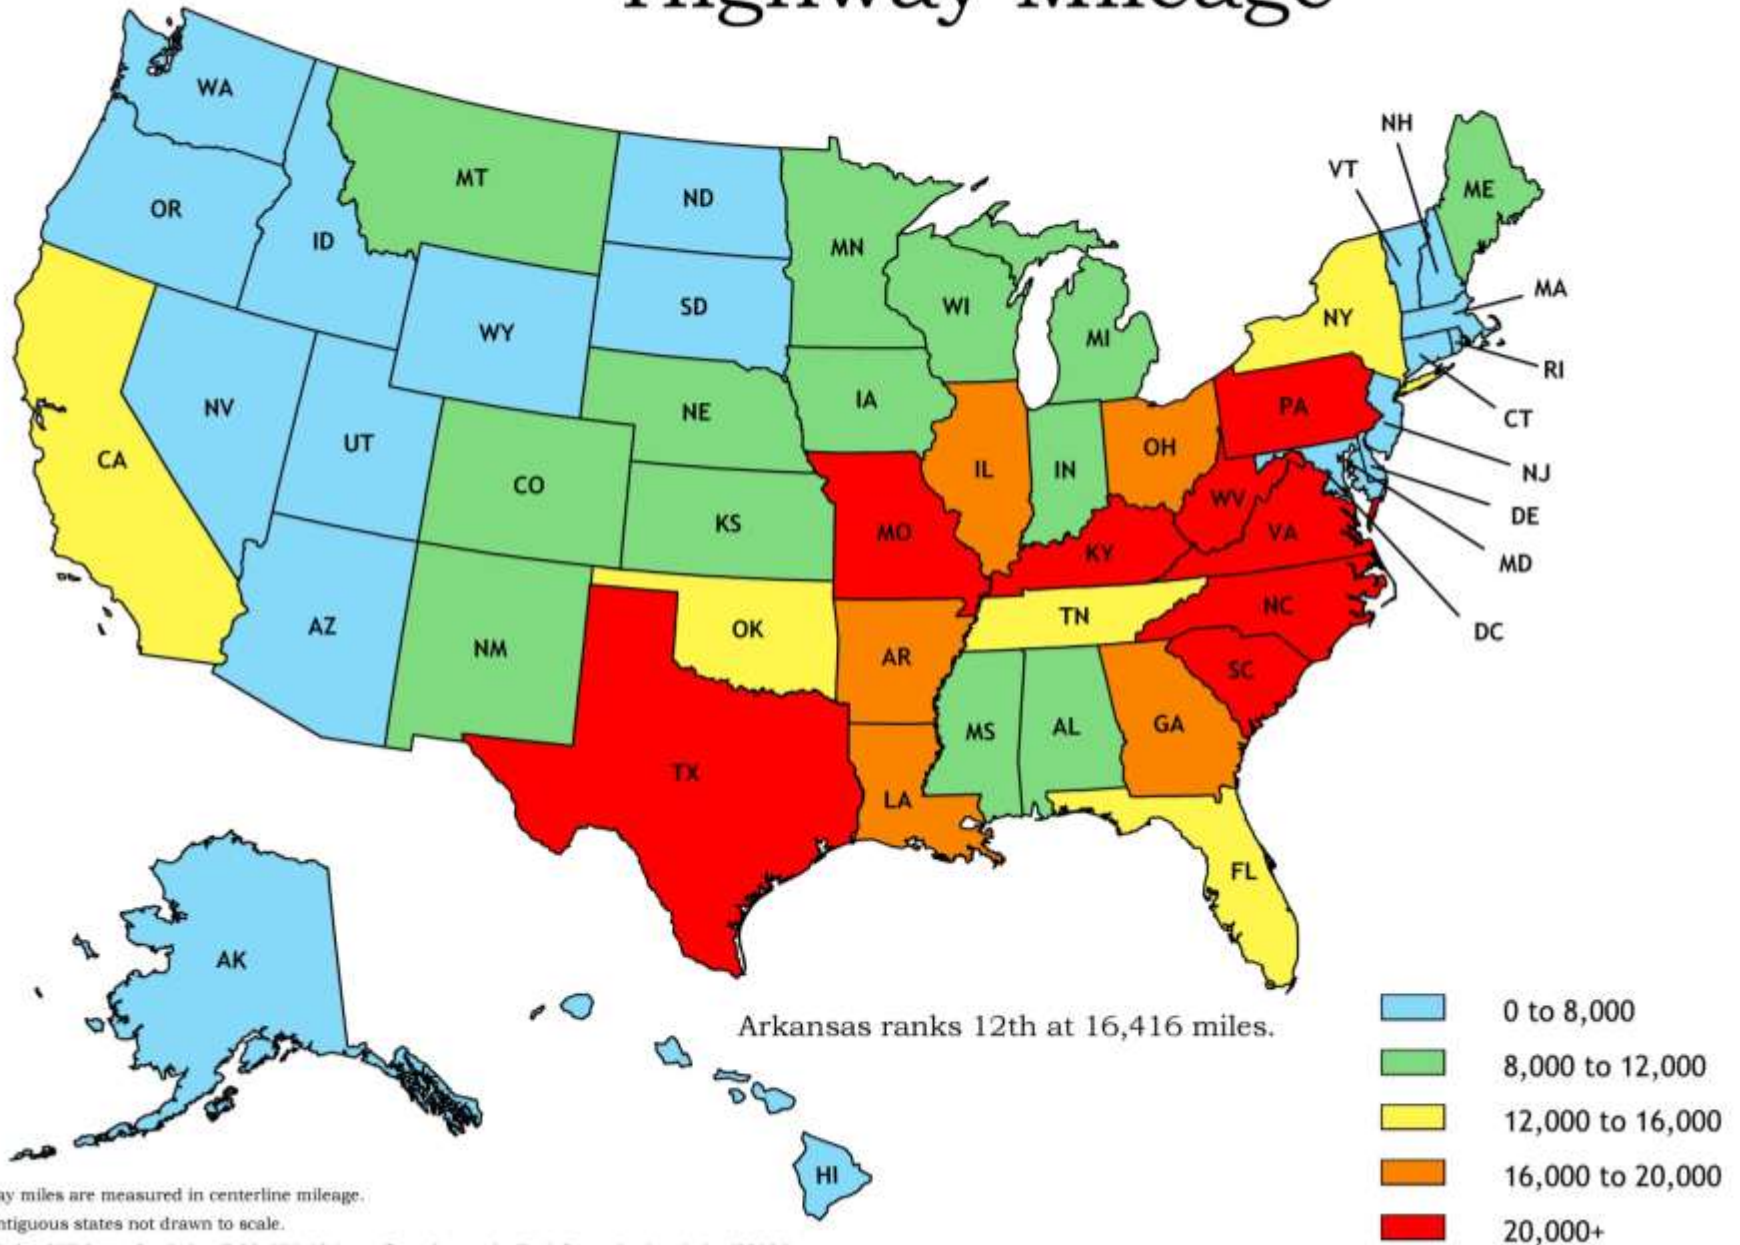 Highway Mileage
WA
OR
ID
MT
ND
SD
WY
MN
WI
MI
NH
VT
ME
NY
MA
RI
CT
NJ
DE
MD
DC
CA
NV
UT
CO
NE
IA
KS
MO
IL
IN
OH
PA
WV
VA
KY
NC
TN
SC
AZ
NM
OK
AR
TX
LA
MS
AL
GA
FL
AK
HI
Arkansas ranks 12th at 16,416 miles.
0 to 8,000
8,000 to 12,000
12,000 to 16,000
16,000 to 20,000
20,000+
miles are measured in centerline mileage.
states not drawn to scale.